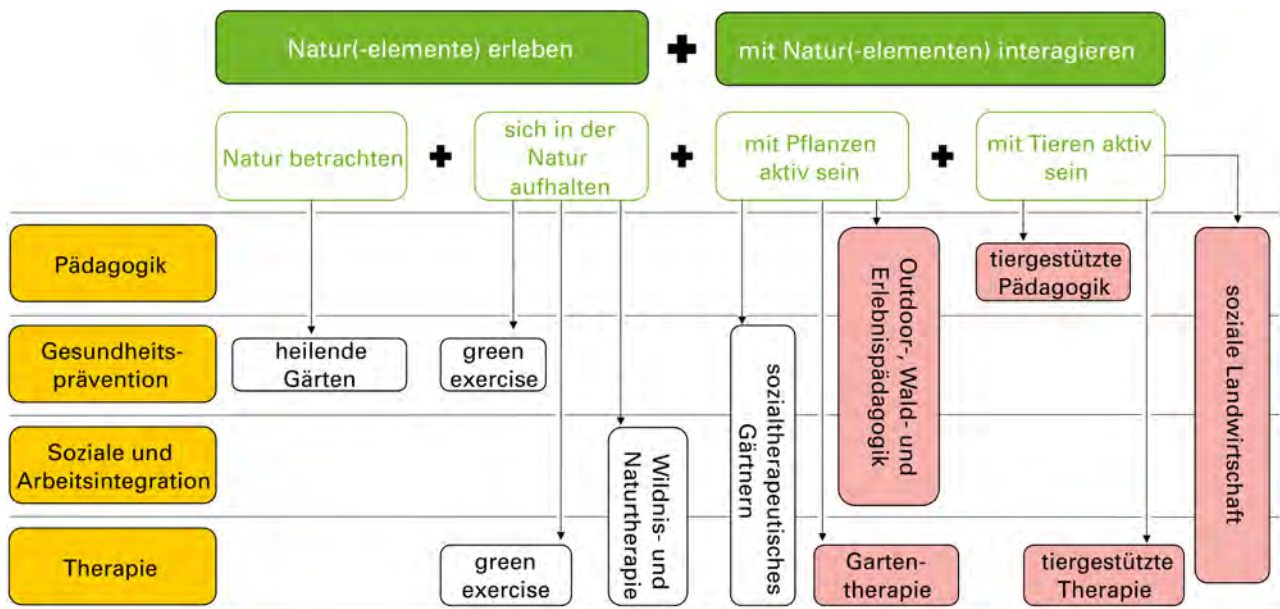 Natur(-elemente) erleben
+
mit Natur(-elementen) interagieren
Natur betrachten
+
sich in der
Natur
aufhalten
+
mit Pflanzen
aktiv sein
+
mit Tieren aktiv
sein
Pädagogik
Outdoor-, Wald- und
Erlebnispädagogik
tiergestützte
Pädagogik
soziale Landwirtschaft
Gesundheits-
prävention
heilende
Gärten
green
exercise
sozialtherapeutisches
Gärtnern
Soziale und
Arbeitsintegration
Wildnis- und
Naturtherapie
Therapie
green
exercise
Garten-
therapie
tiergestützte
Therapie